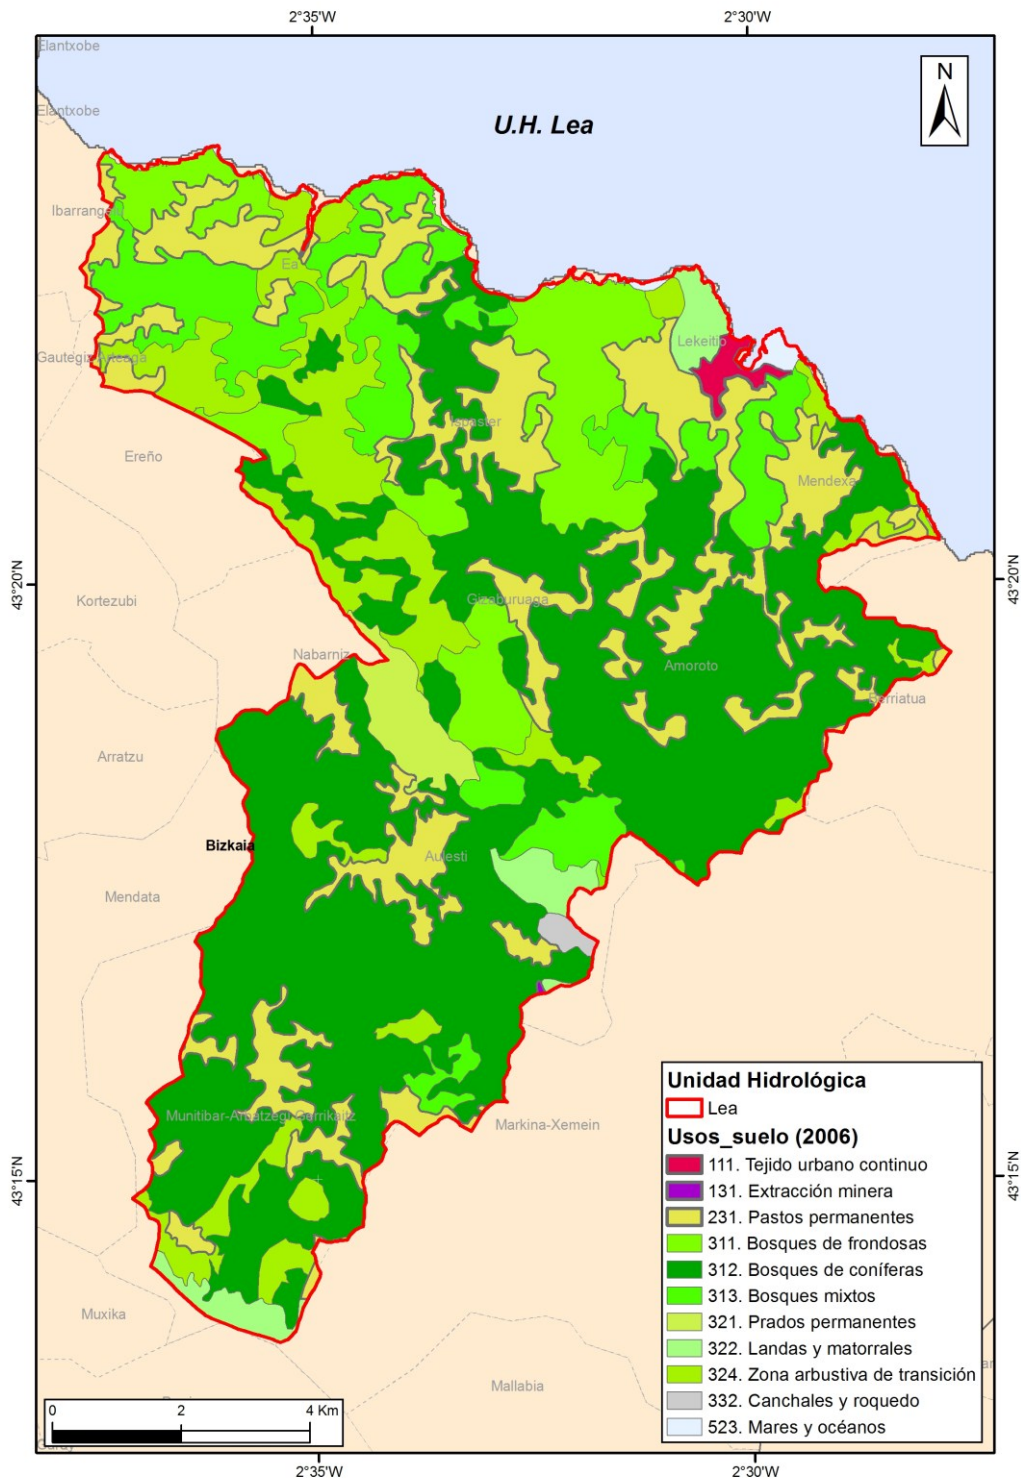 2°35'W
2°30'W
Elantxobe
Elantxobe
N
U.H. Lea
Ibarrangelu
Ea
Lekeitio
Gautegiz Arteaga
Ispaster
Ereño
Mendexa
43°20'N
43°20'N
Kortezubi
Gizaburuaga
Nabarniz
Amoroto
Berriatua
Arratzu
Bizkaia
Aulesti
Mendata
Munitibar-Arbatzegi Gerrikaitz
Markina-Xemein
43°15'N
43°15'N
Muxika
Mallabia
Unidad Hidrológica
Lea
Usos_suelo (2006)
111. Tejido urbano continuo
131. Extracción minera
231. Pastos permanentes
311. Bosques de frondosas
312. Bosques de coníferas
313. Bosques mixtos
321. Prados permanentes
322. Landas y matorrales
324. Zona arbustiva de transición
332. Canchales y roquedo
523. Mares y océanos
0 2 4 Km
2°35'W
2°30'W